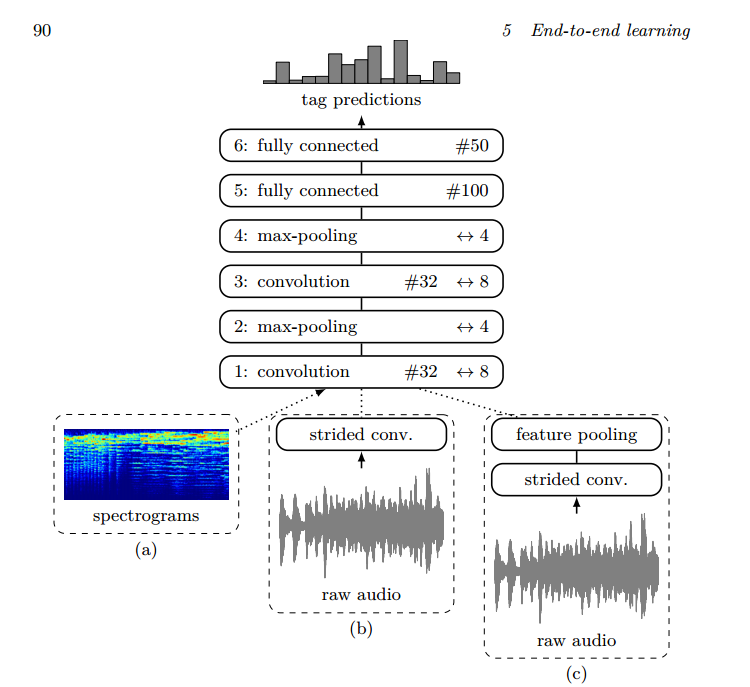 90 5 End-to-end learning
tag predictions
6: fully connected #50
5: fully connected #100
4: max-pooling ↔ 4
3: convolution #32 ↔ 8
2: max-pooling ↔ 4
1: convolution #32 ↔ 8
spectrograms
(a)
strided conv.
raw audio
(b)
feature pooling
strided conv.
raw audio
(c)